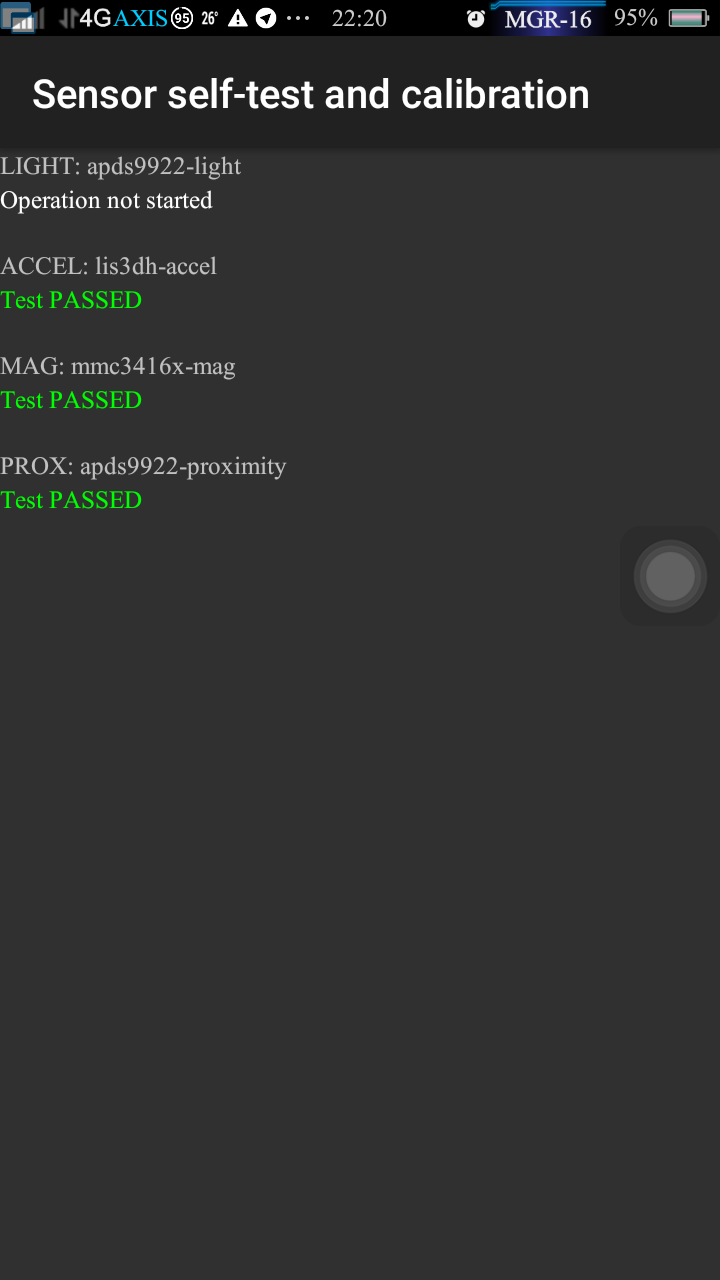 4G AXIS 95 26° ... 22:20 MGR-16 95%
Sensor self-test and calibration
LIGHT: apds9922-light
Operation not started
ACCEL: lis3dh-accel
Test PASSED
MAG: mmc3416x-mag
Test PASSED
PROX: apds9922-proximity
Test PASSED